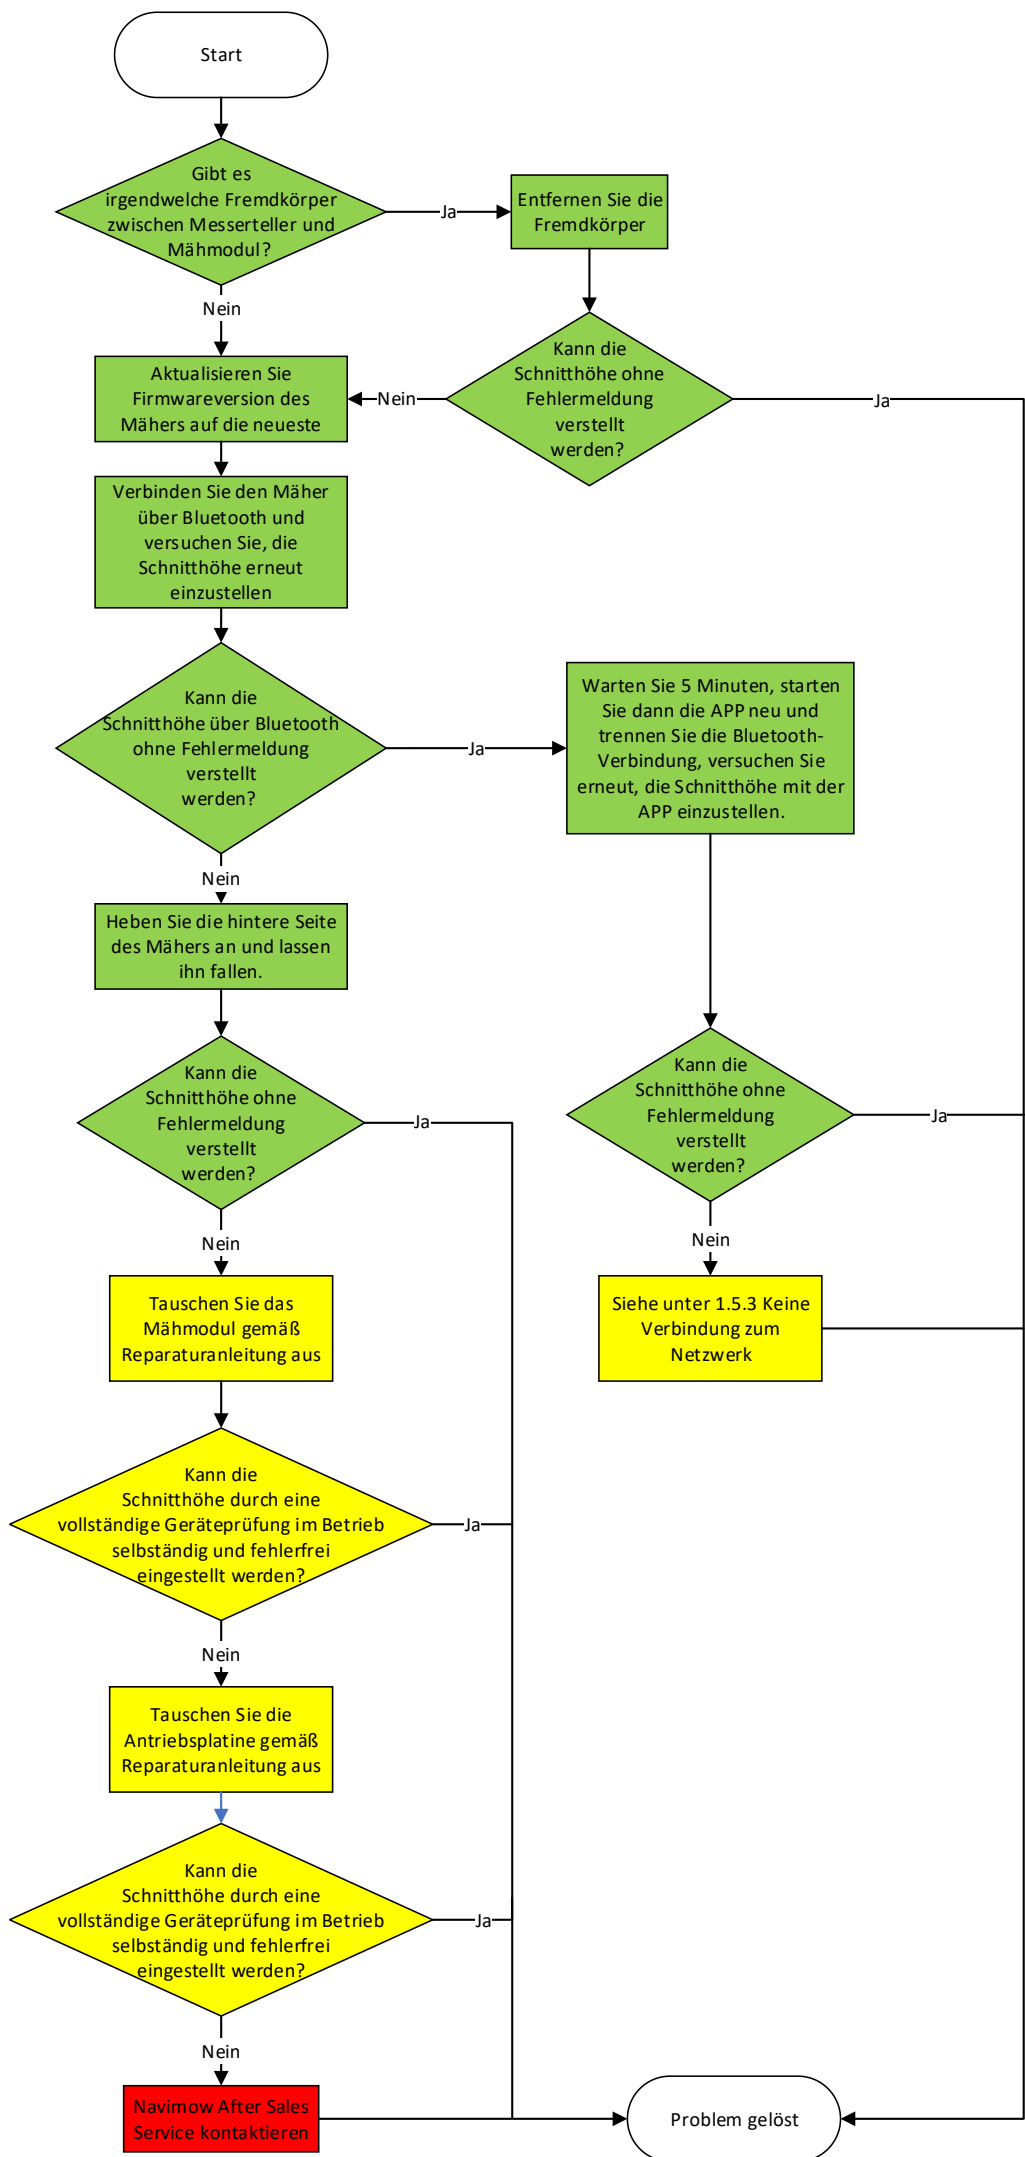 Start
Gibt es
irgendwelche Fremdkörper
zwischen Messerteller und
Mähmodul?
Ja
Entfernen Sie die
Fremdkörper
Nein
Aktualisieren Sie
Firmwareversion des
Mähers auf die neueste
Nein
Kann die
Schnitthöhe ohne
Fehlermeldung
verstellt
werden?
Ja
Verbinden Sie den Mäher
über Bluetooth und
versuchen Sie, die
Schnitthöhe erneut
einzustellen
Kann die
Schnitthöhe über Bluetooth
ohne Fehlermeldung
verstellt
werden?
Ja
Warten Sie 5 Minuten, starten
Sie dann die APP neu und
trennen Sie die Bluetooth-
Verbindung, versuchen Sie
erneut, die Schnitthöhe mit der
APP einzustellen.
Nein
Heben Sie die hintere Seite
des Mähers an und lassen
ihn fallen.
Kann die
Schnitthöhe ohne
Fehlermeldung
verstellt
werden?
Ja
Kann die
Schnitthöhe ohne
Fehlermeldung
verstellt
werden?
Ja
Nein
Nein
Tauschen Sie das
Mähmodul gemäß
Reparaturanleitung aus
Siehe unter 1.5.3 Keine
Verbindung zum
Netzwerk
Kann die
Schnitthöhe durch eine
vollständige Geräteprüfung im Betrieb
selbständig und fehlerfrei
eingestellt werden?
Ja
Nein
Tauschen Sie die
Antriebsplatine gemäß
Reparaturanleitung aus
Kann die
Schnitthöhe durch eine
vollständige Geräteprüfung im Betrieb
selbständig und fehlerfrei
eingestellt werden?
Ja
Nein
Navimow After Sales
Service kontaktieren
Problem gelöst